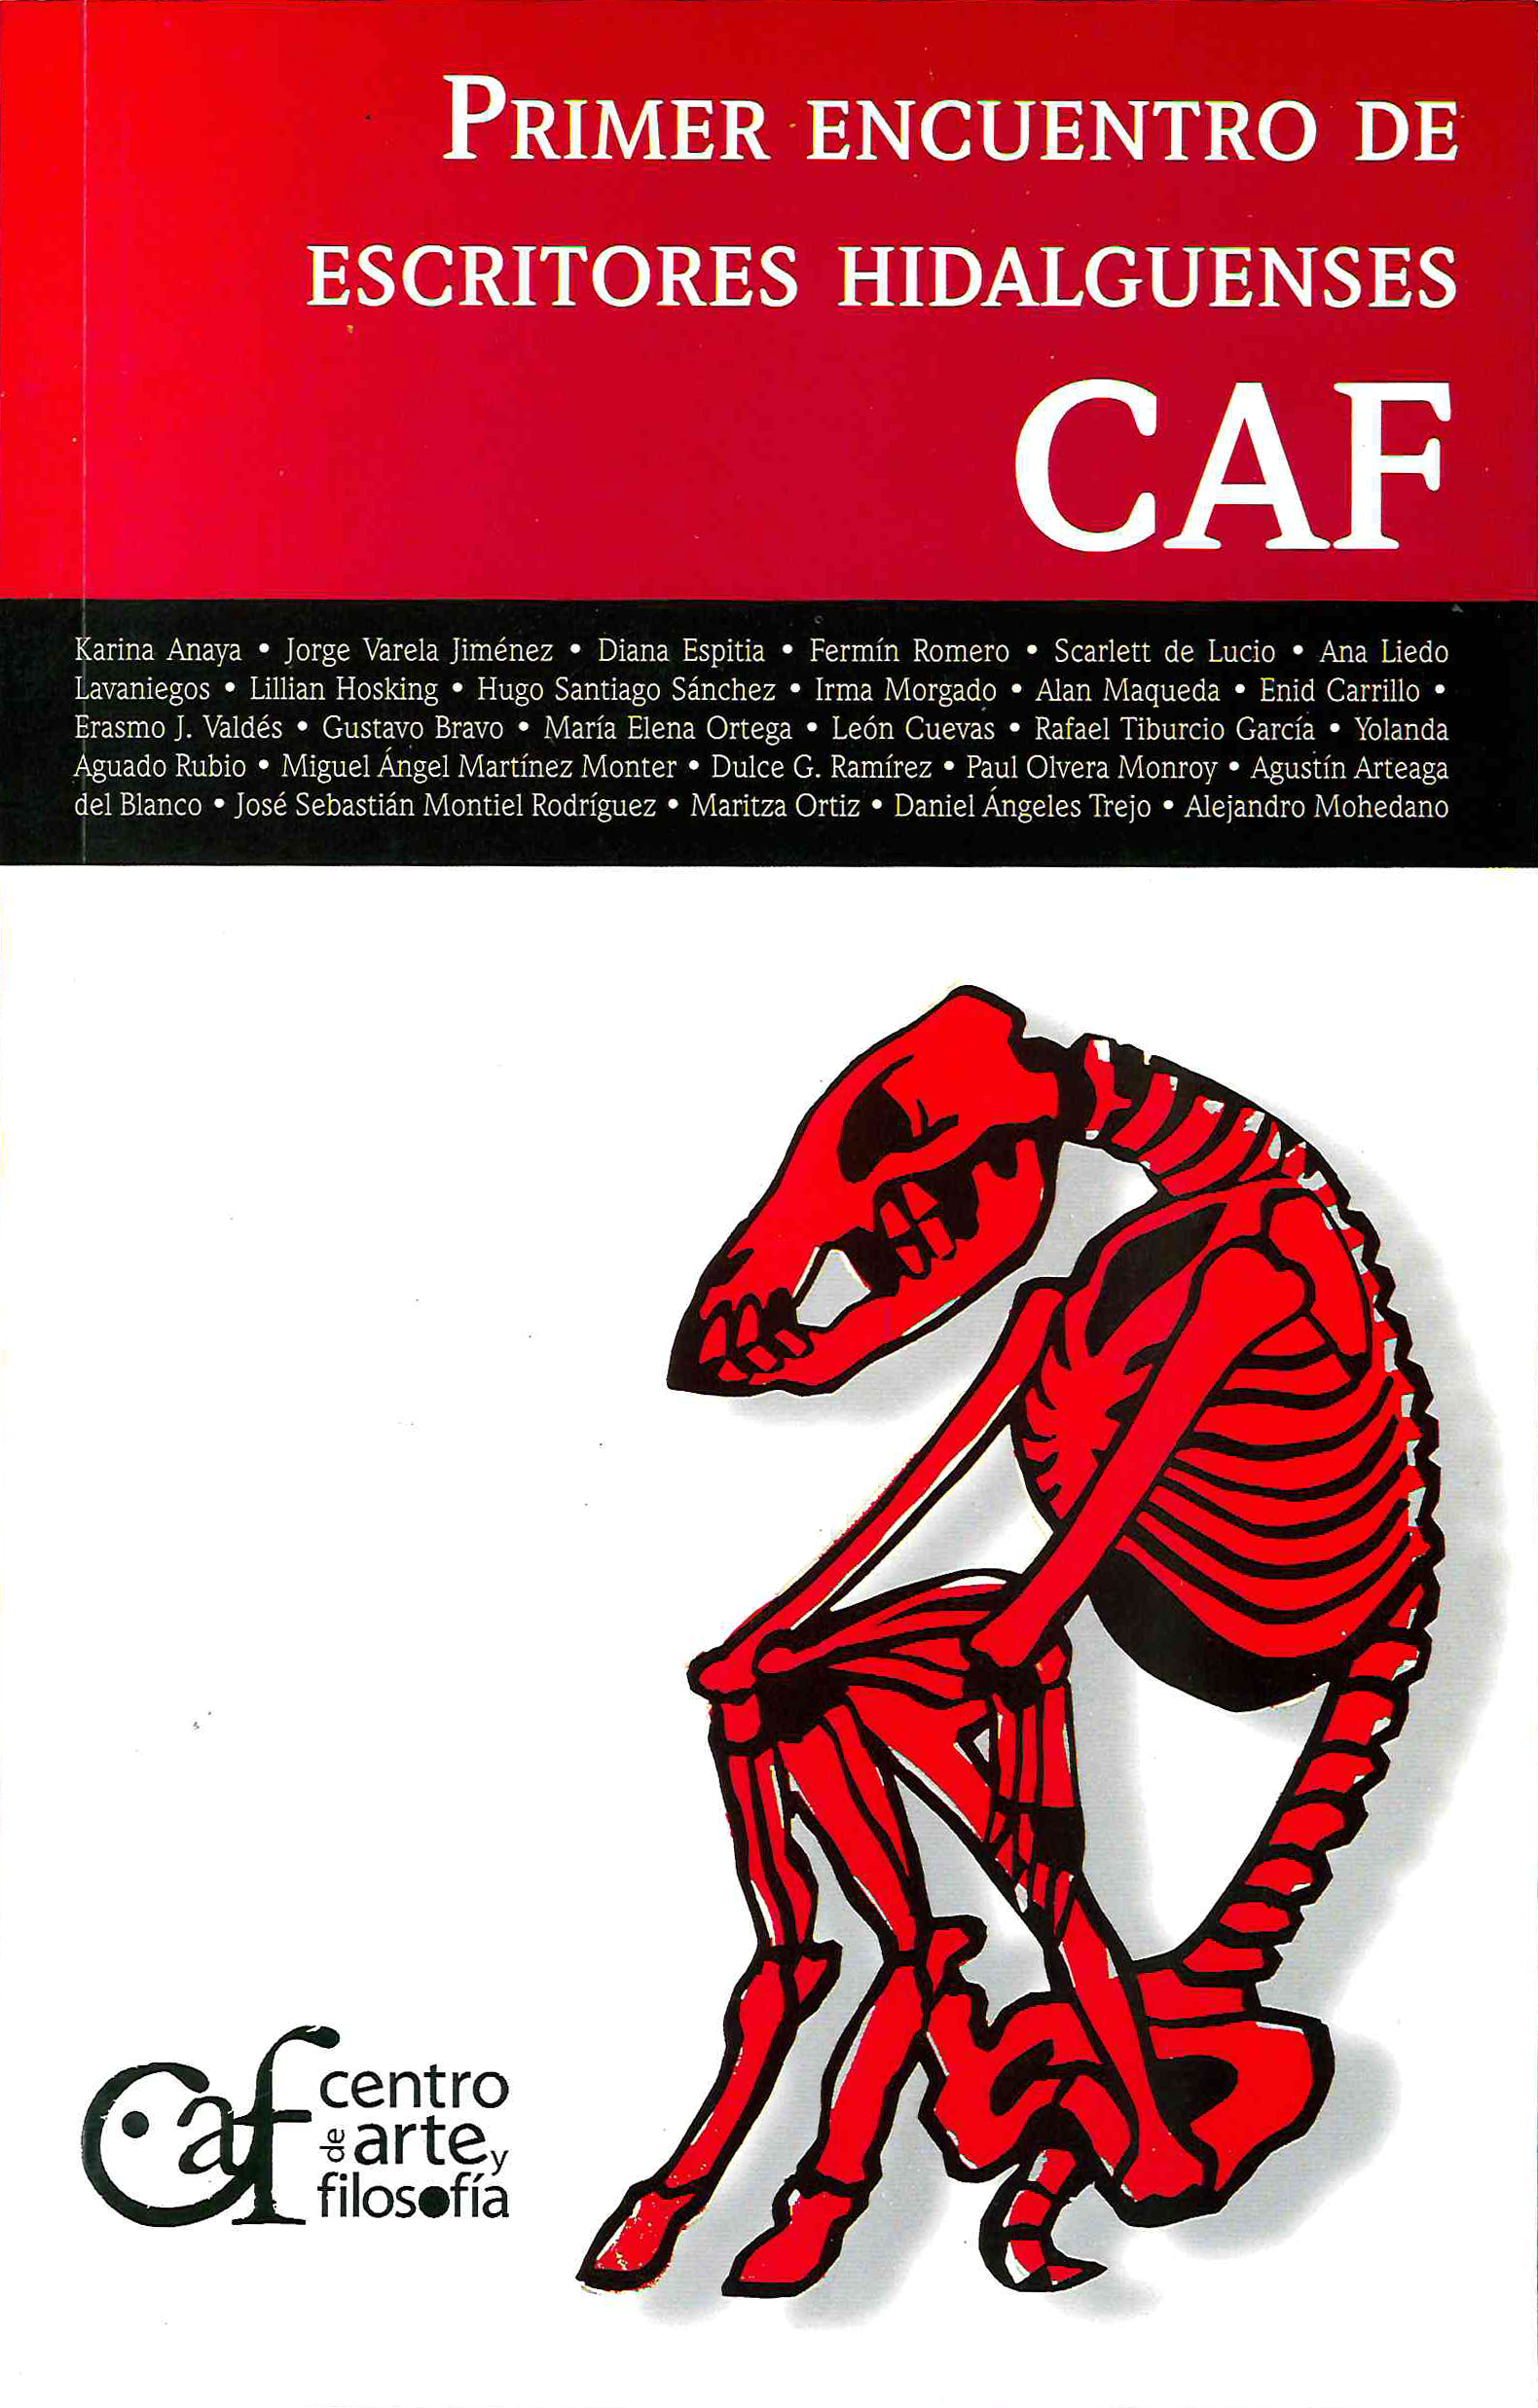 PRIMER ENCUENTRO DE
ESCRITORES HIDALGUENSES
CAF
Karina Anaya • Jorge Varela Jiménez • Diana Espitia • Fermín Romero • Scarlett de Lucio • Ana Liedo
Lavaniegos • Lillian Hosking • Hugo Santiago Sánchez • Irma Morgado • Alan Maqueda • Enid Carrillo •
Erasmo J. Valdés • Gustavo Bravo • María Elena Ortega • León Cuevas • Rafael Tiburcio García • Yolanda
Aguado Rubio • Miguel Ángel Martínez Monter • Dulce G. Ramírez • Paul Olvera Monroy • Agustín Arteaga
del Blanco • José Sebastián Montiel Rodríguez • Maritza Ortiz • Daniel Ángeles Trejo • Alejandro Mohedano
caf
centro
de arte y
filosofía